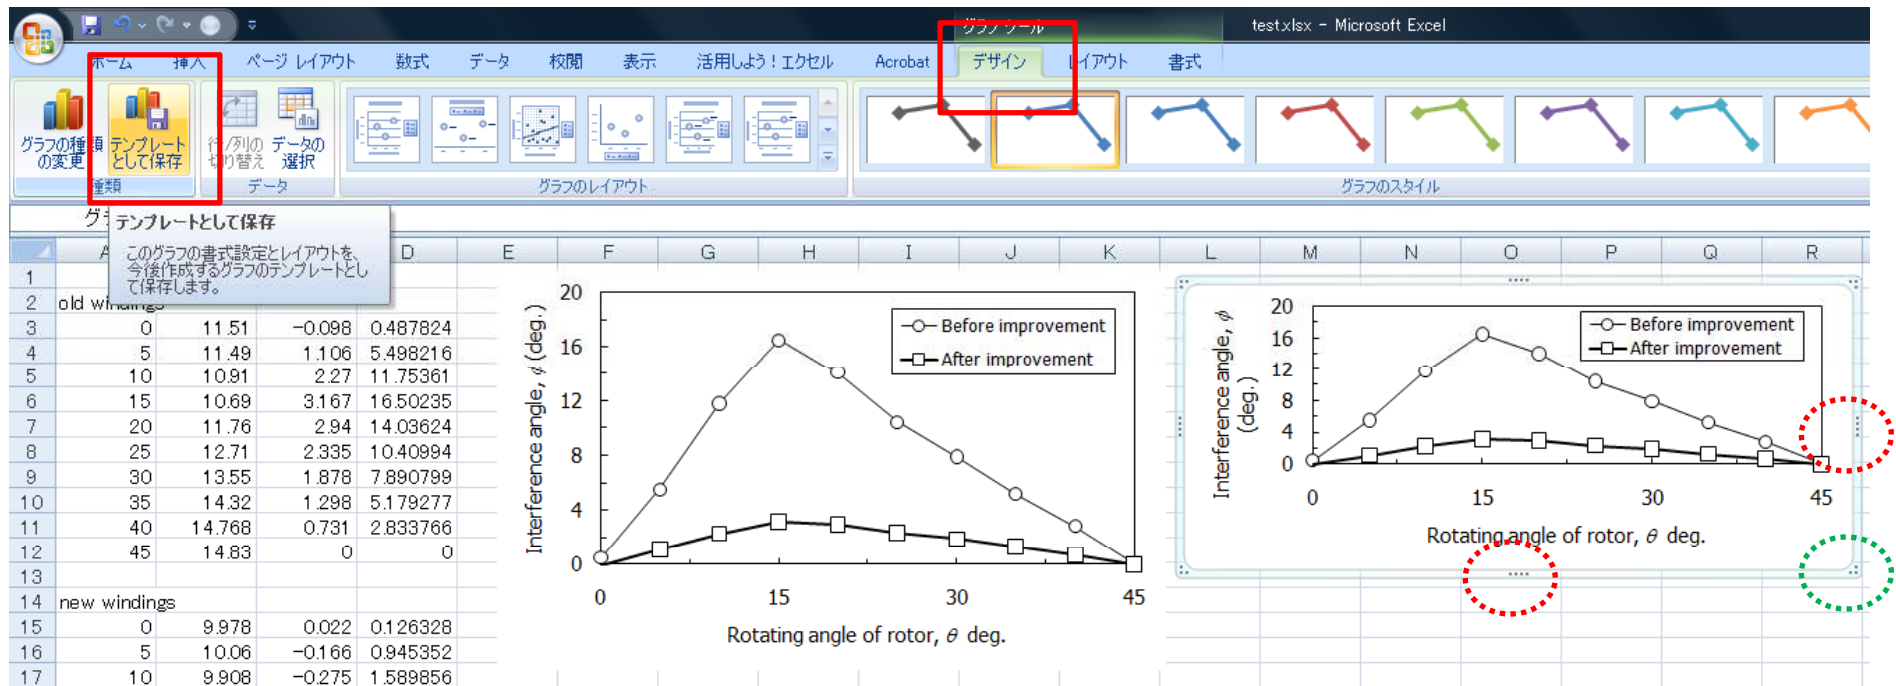 グラフ ツール
test.xlsx - Microsoft Excel
ホーム 挿入 ページ レイアウト 数式 データ 校閲 表示 活用しよう！エクセル Acrobat デザイン レイアウト 書式
グラフの種類
の変更
テンプレート
として保存
行/列の
切り替え
データの
選択
種類 データ グラフのレイアウト グラフのスタイル
テンプレートとして保存
このグラフの書式設定とレイアウトを、
今後作成するグラフのテンプレートとし
て保存します。
A D E F G H I J K L M N O P Q R
1
2 old windings
3 0 11.51 -0.098 0.487824
4 5 11.49 1.106 5.498216
5 10 10.91 2.27 11.75361
6 15 10.69 3.167 16.50235
7 20 11.76 2.94 14.03624
8 25 12.71 2.335 10.40994
9 30 13.55 1.878 7.890799
10 35 14.32 1.298 5.179277
11 40 14.768 0.731 2.833766
12 45 14.83 0 0
13
14 new windings
15 0 9.978 0.022 0.126328
16 5 10.06 -0.166 0.945352
17 10 9.908 -0.275 1.589856
Interference angle, φ (deg.)
20
16
12
8
4
0
0 15 30 45
Rotating angle of rotor, θ deg.
Before improvement
After improvement
Interference angle, φ
(deg.)
20
16
12
8
4
0
0 15 30 45
Rotating angle of rotor, θ deg.
Before improvement
After improvement